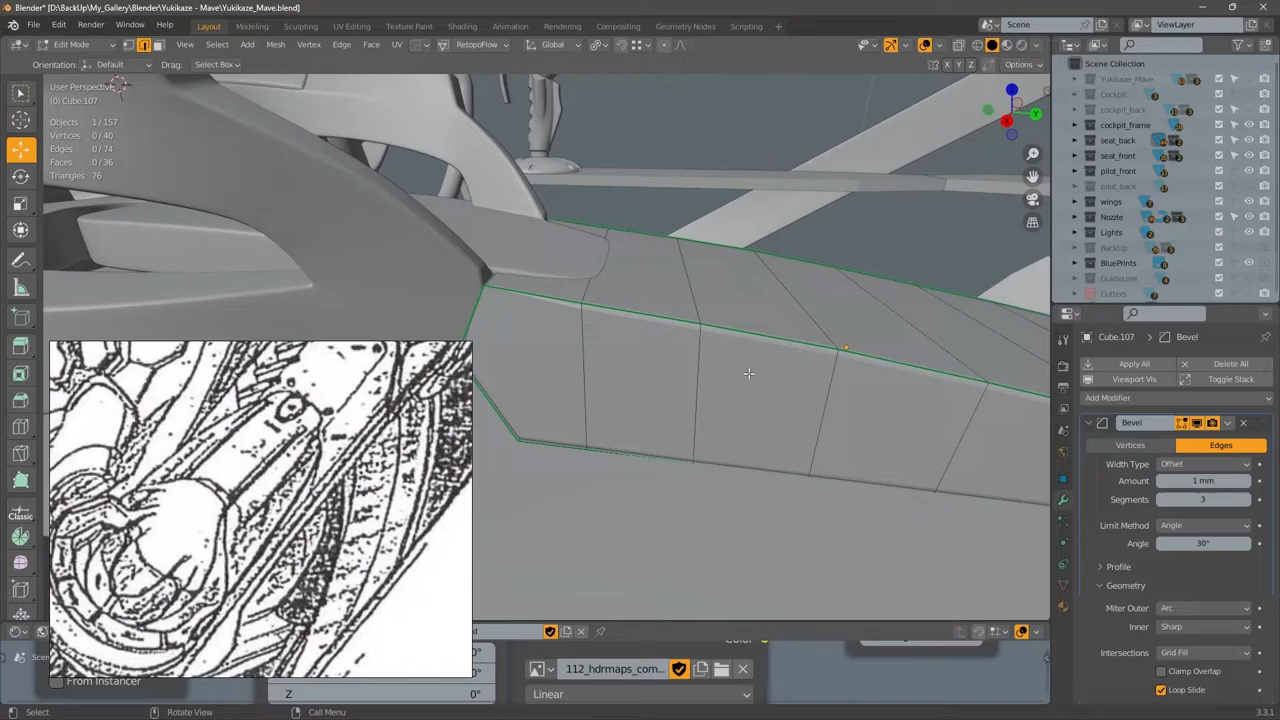 Blender* [D:\BackUp\My_Gallery\Blender\Yukikaze - Mave\Yukikaze_Mave.blend]
File Edit Render Window Help
Layout Modeling Sculpting UV Editing Texture Paint Shading Animation Rendering Compositing Geometry Nodes Scripting
Scene
ViewLayer
Edit Mode
View Select Add Mesh Vertex Edge Face UV
RetopoFlow
Global
Orientation: Default
Drag: Select Box
X Y Z
Options
User Perspective
(0) Cube.107
Objects 1/157
Vertices 0/40
Edges 0/74
Faces 0/36
Triangles 76
Z
Y
X
Classic
Scene Collection
Yukikaze_Mave
Cockpit
cockpit_back
cockpit_frame
seat_back
seat_front
pilot_front
pilot_back
wings
Nozzle
Lights
BackUp
BluePrints
GuideLine
Cutters
Cube.107 > Bevel
Apply All
Delete All
Viewport Vis
Toggle Stack
Add Modifier
Bevel
Vertices Edges
Width Type Offset
Amount 1 mm
Segments 3
Limit Method Angle
Angle 30°
Profile
Geometry
Miter Outer Arc
Inner Sharp
Intersections Grid Fill
Clamp Overlap
Loop Slide
From Instancer
0°
Z 0°
112_hdrmaps_com...
Linear
Select
Rotate View
Call Menu
3.3.1